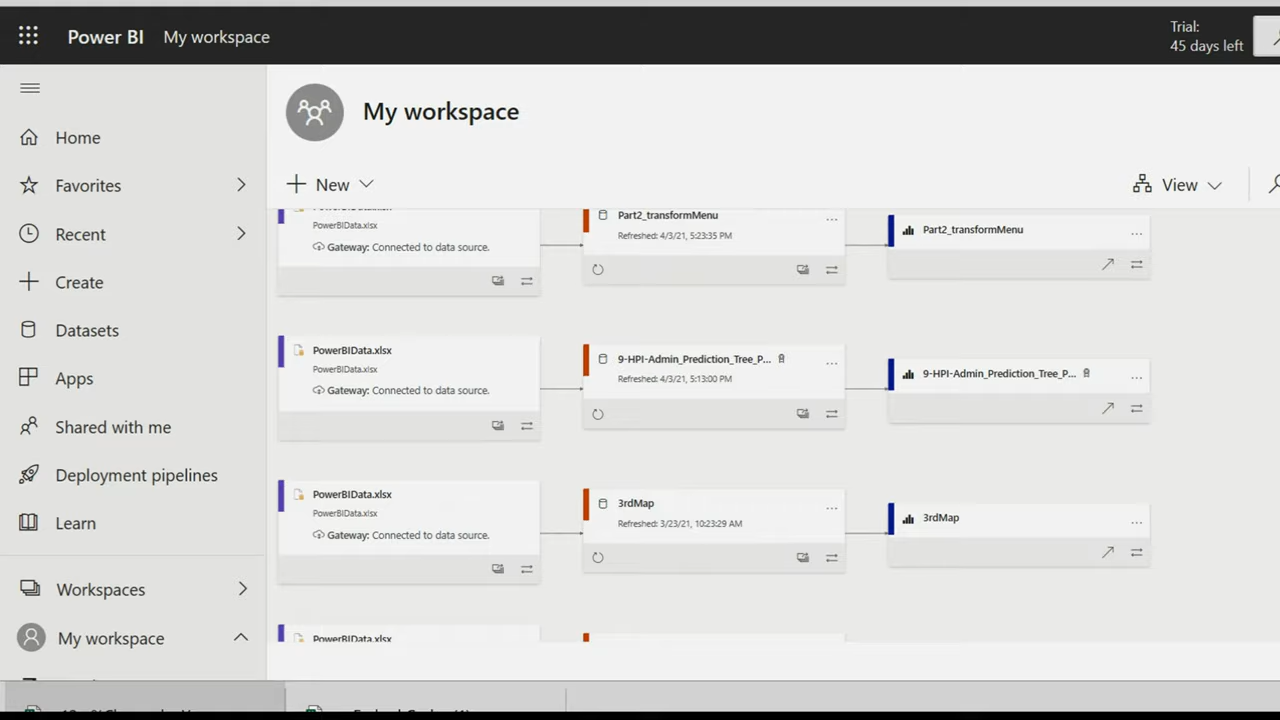 Power BI My workspace
Trial:
45 days left
Home
Favorites
Recent
Create
Datasets
Apps
Shared with me
Deployment pipelines
Learn
Workspaces
My workspace
My workspace
New
View
PowerBIData.xlsx
PowerBIData.xlsx
Gateway: Connected to data source.
Part2_transformMenu
Refreshed: 4/3/21, 5:23:35 PM
Part2_transformMenu
PowerBIData.xlsx
PowerBIData.xlsx
Gateway: Connected to data source.
9-HPI-Admin_Prediction_Tree_P...
Refreshed: 4/3/21, 5:13:00 PM
9-HPI-Admin_Prediction_Tree_P...
PowerBIData.xlsx
PowerBIData.xlsx
Gateway: Connected to data source.
3rdMap
Refreshed: 3/23/21, 10:23:29 AM
3rdMap
PowerBIData.xlsx